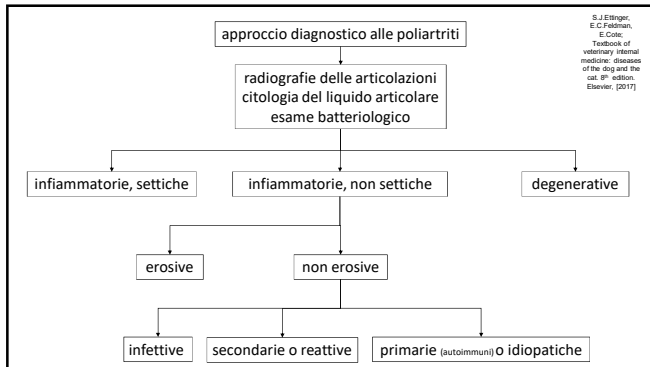 approccio diagnostico alle poliartriti
S.J.Ettinger,
E.C.Feldman,
E.Cote;
Textbook of
veterinary internal
medicine: diseases
of the dog and the
cat. 8th edition.
Elsevier, [2017]
radiografie delle articolazioni
citologia del liquido articolare
esame batteriologico
infiammatorie, settiche
infiammatorie, non settiche
degenerative
erosive
non erosive
infettive
secondarie o reattive
primarie (autoimmuni) o idiopatiche